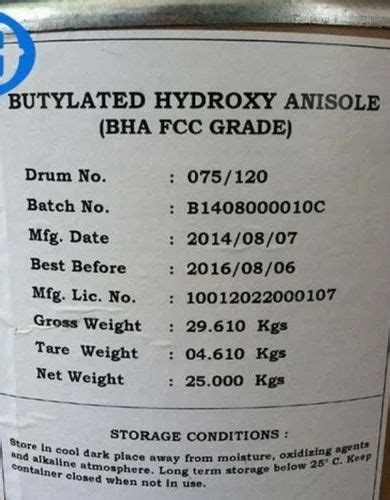 BUTYLATED HYDROXY ANISOLE
(BHA FCC GRADE)
Drum No. : 075/120
Batch No. : B1408000010C
Mfg. Date : 2014/08/07
Best Before : 2016/08/06
Mfg. Lic. No. : 10012022000107
Gross Weight : 29.610 Kgs
Tare Weight : 04.610 Kgs
Net Weight : 25.000 Kgs
STORAGE CONDITIONS :
Store in cool dark place away from moisture, oxidizing agents
and alkaline atmosphere. Long term storage below 25° C. Keep
container closed when not in use.